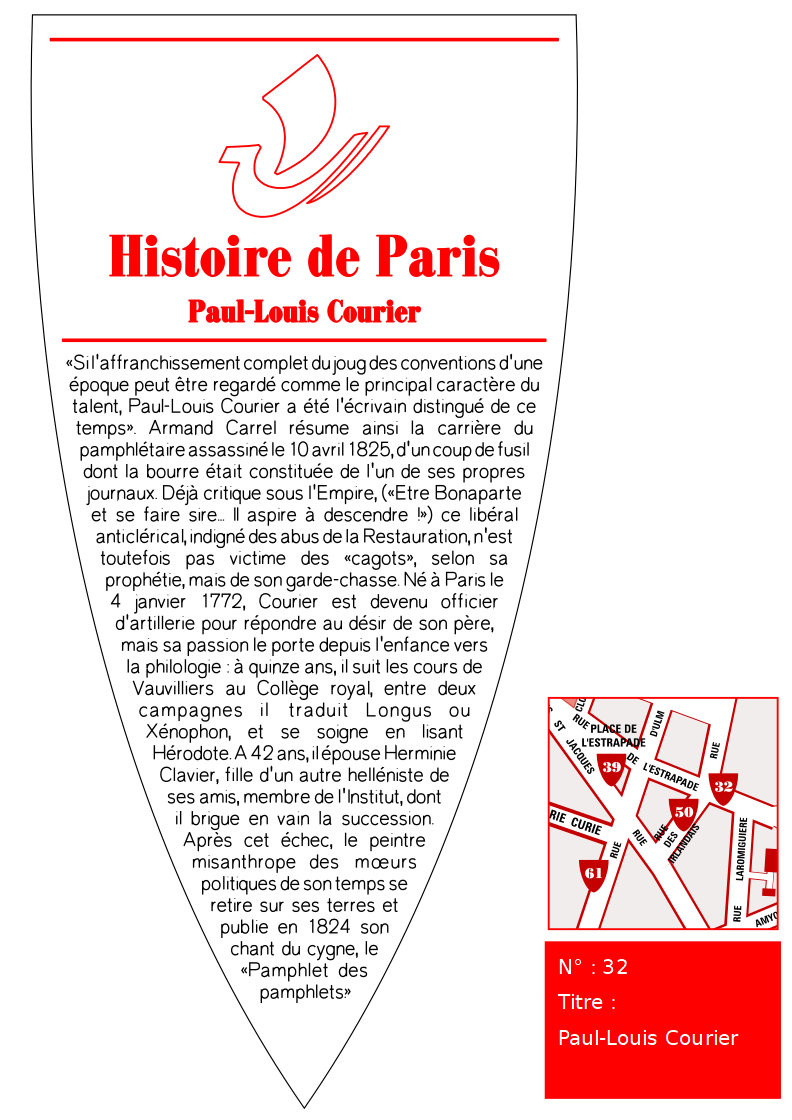 Histoire de Paris
Paul-Louis Courier
«Si l'affranchissement complet du joug des conventions d'une
époque peut être regardé comme le principal caractère du
talent, Paul-Louis Courier a été l'écrivain distingué de ce
temps». Armand Carrel résume ainsi la carrière du
pamphlétaire assassiné le 10 avril 1825, d'un coup de fusil
dont la bourre était constituée de l'un de ses propres
journaux. Déjà critique sous l'Empire, («Etre Bonaparte
et se faire sire... Il aspire à descendre !») ce libéral
anticlérical, indigné des abus de la Restauration, n'est
toutefois pas victime des «cagots», selon sa
prophétie, mais de son garde-chasse. Né à Paris le
4 janvier 1772, Courier est devenu officier
d'artillerie pour répondre au désir de son père,
mais sa passion le porte depuis l'enfance vers
la philologie : à quinze ans, il suit les cours de
Vauvilliers au Collège royal, entre deux
campagnes il traduit Longus ou
Xénophon, et se soigne en lisant
Hérodote. A 42 ans, il épouse Herminie
Clavier, fille d'un autre helléniste de
ses amis, membre de l'Institut, dont
il brigue en vain la succession.
Après cet échec, le peintre
misanthrope des mœurs
politiques de son temps se
retire sur ses terres et
publie en 1824 son
chant du cygne, le
«Pamphlet des
pamphlets»
CLO
RUE
D'ULM
PLACE DE
L'ESTRAPADE
ST JACQUES
RUE
39
DE L'ESTRAPADE
32
50
RIE CURIE
RUE
RUE
RUE
DES
IRLANDAIS
LAROMIGUIERE
61
RUE
AMYO
N° : 32
Titre :
Paul-Louis Courier